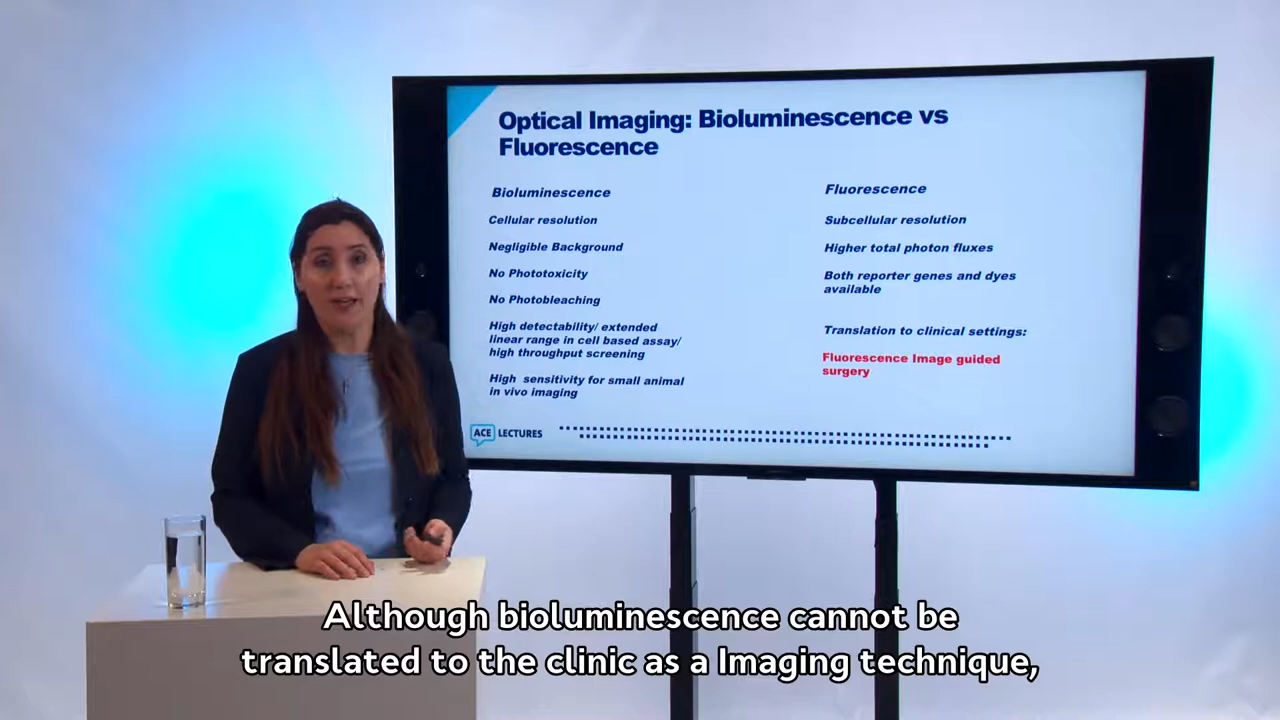 Optical Imaging: Bioluminescence vs
Fluorescence
Bioluminescence
Cellular resolution
Negligible Background
No Phototoxicity
No Photobleaching
High detectability/ extended
linear range in cell based assay/
high throughput screening
High sensitivity for small animal
in vivo imaging
Fluorescence
Subcellular resolution
Higher total photon fluxes
Both reporter genes and dyes
available
Translation to clinical settings:
Fluorescence Image guided
surgery
ACE LECTURES
Although bioluminescence cannot be
translated to the clinic as a Imaging technique,